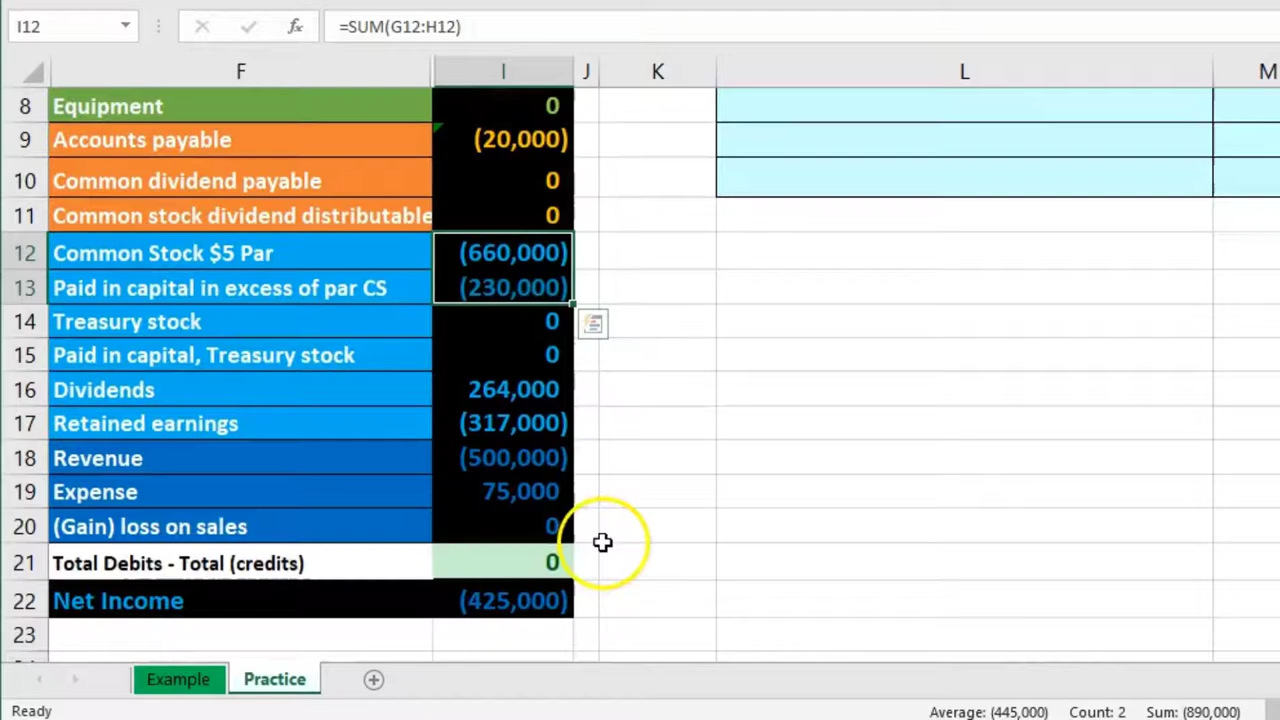 I12 fx =SUM(G12:H12)
F I J K L M
8 Equipment 0
9 Accounts payable (20,000)
10 Common dividend payable 0
11 Common stock dividend distributable 0
12 Common Stock $5 Par (660,000)
13 Paid in capital in excess of par CS (230,000)
14 Treasury stock 0
15 Paid in capital, Treasury stock 0
16 Dividends 264,000
17 Retained earnings (317,000)
18 Revenue (500,000)
19 Expense 75,000
20 (Gain) loss on sales 0
21 Total Debits - Total (credits) 0
22 Net Income (425,000)
23
Example Practice
Ready Average: (445,000) Count: 2 Sum: (890,000)